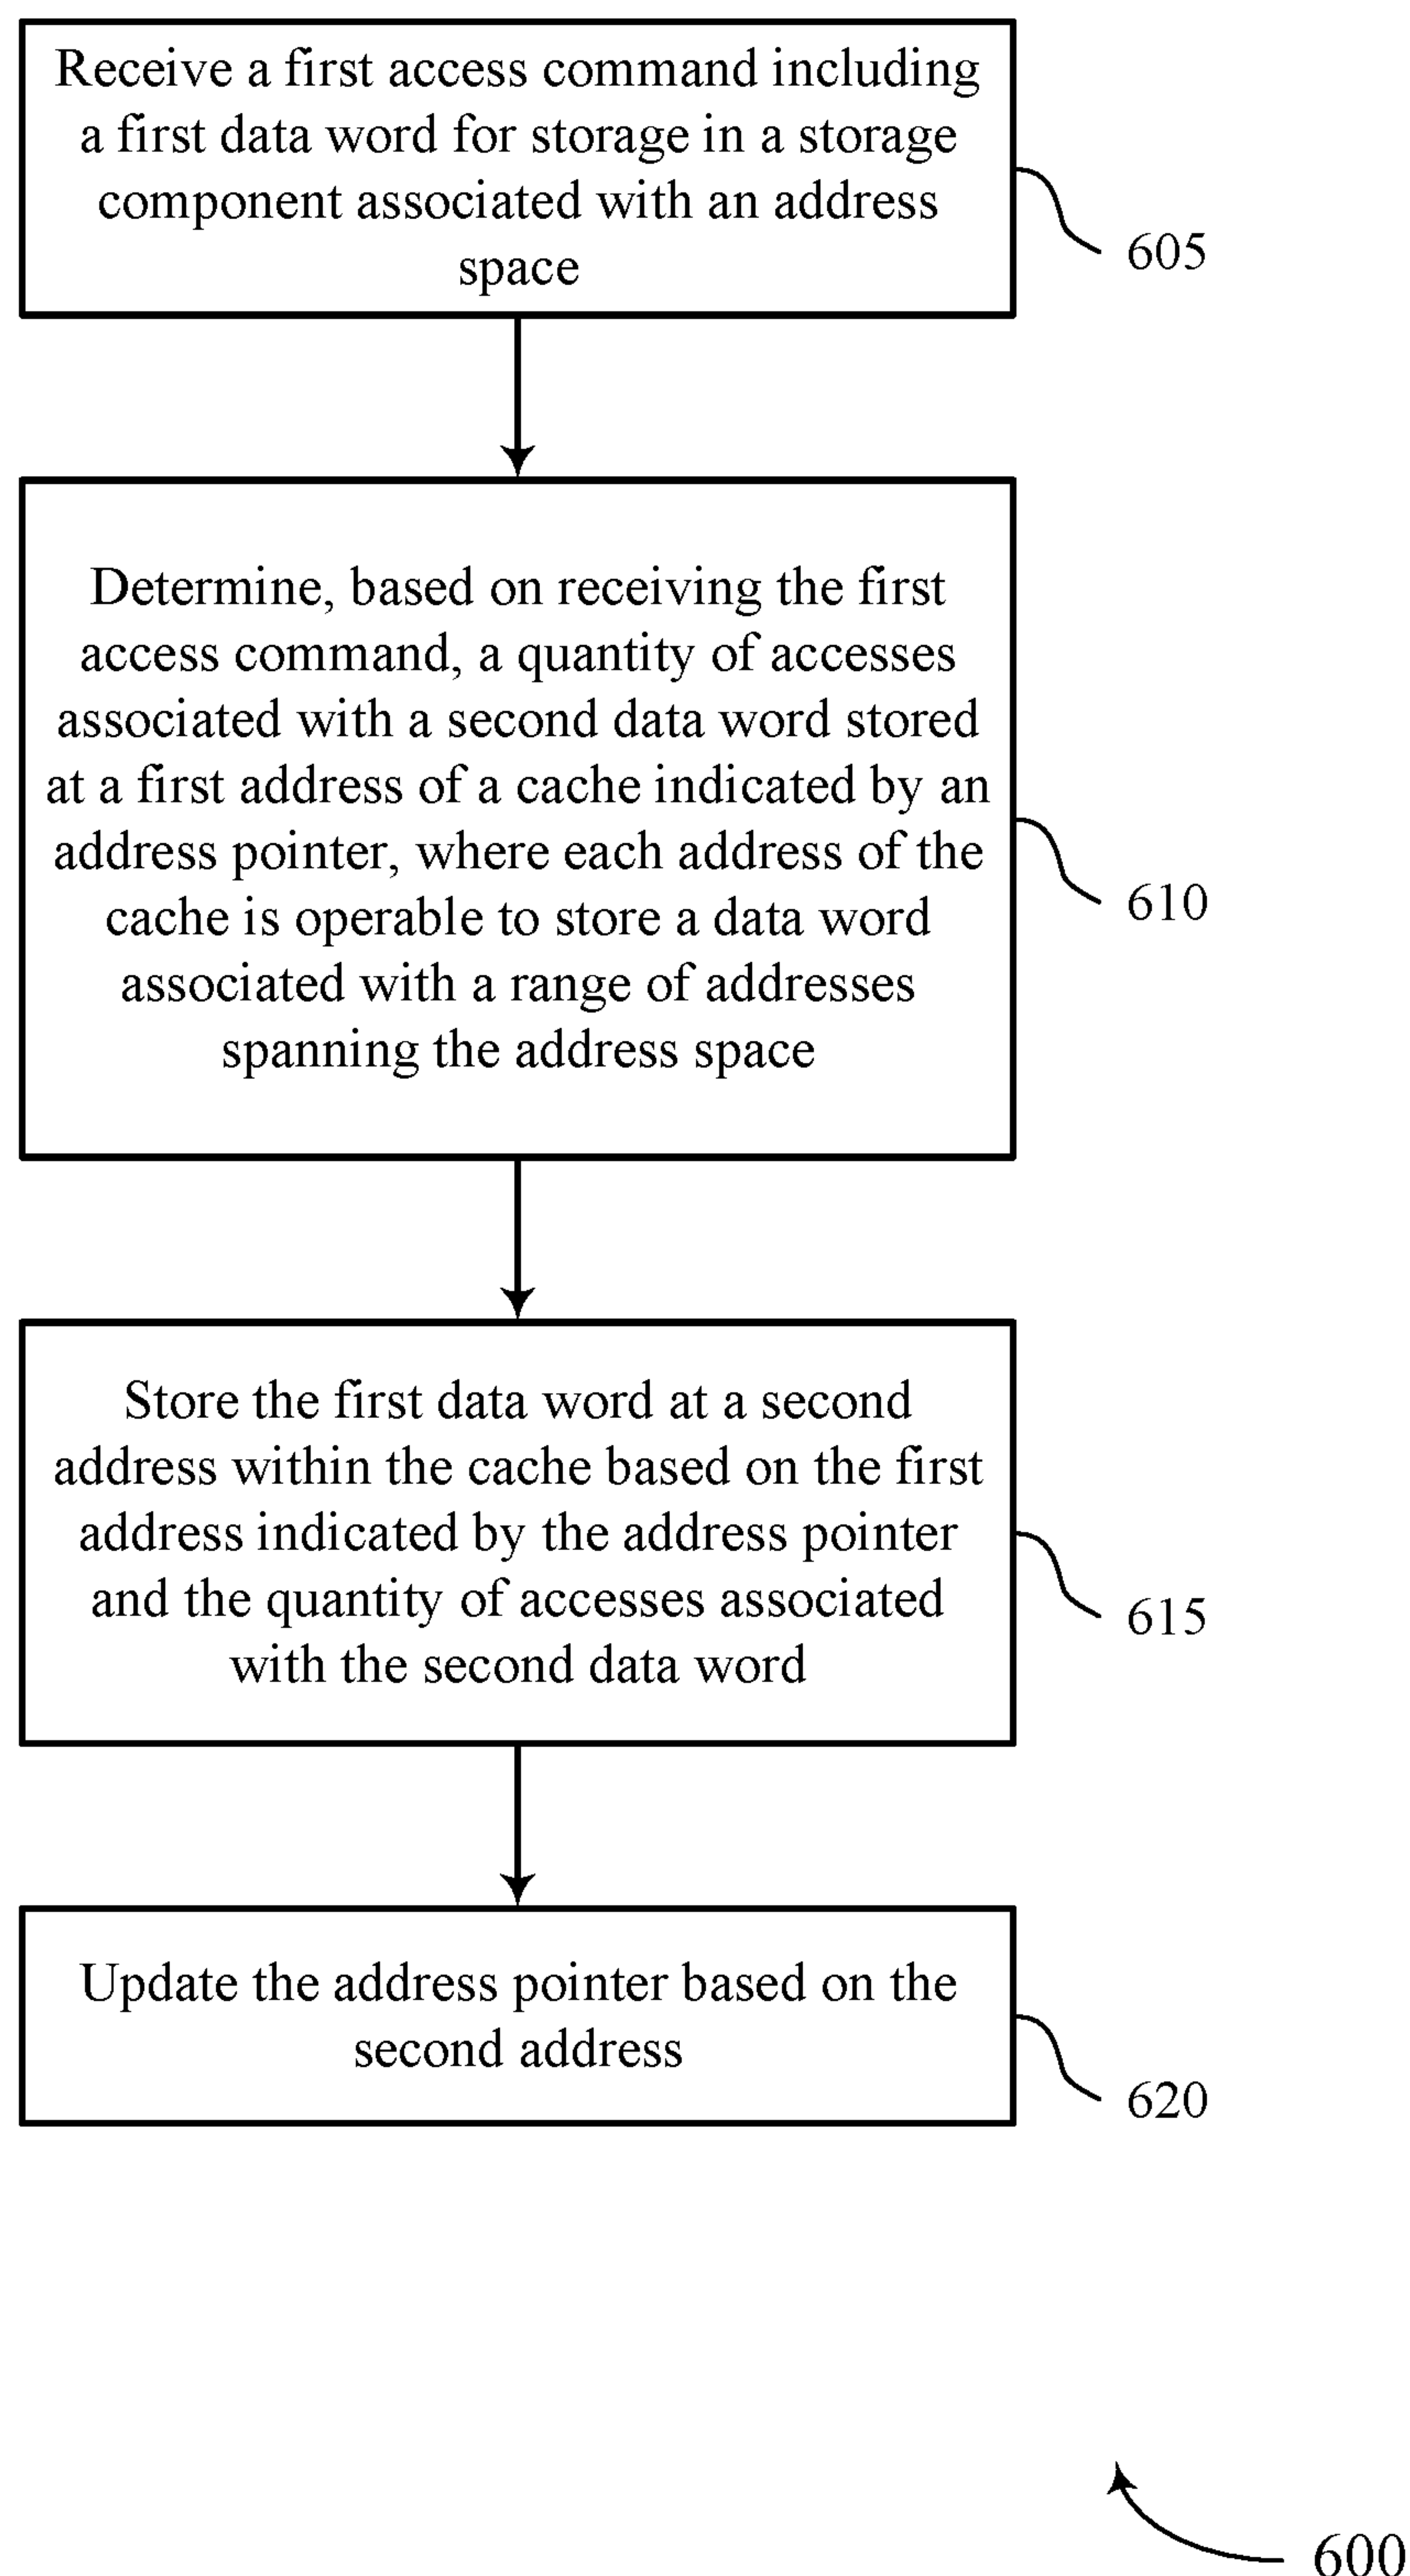 Receive a first access command including
a first data word for storage in a storage
component associated with an address
space
605
Determine, based on receiving the first
access command, a quantity of accesses
associated with a second data word stored
at a first address of a cache indicated by an
address pointer, where each address of the
cache is operable to store a data word
associated with a range of addresses
spanning the address space
610
Store the first data word at a second
address within the cache based on the first
address indicated by the address pointer
and the quantity of accesses associated
with the second data word
615
Update the address pointer based on the
second address
620
600